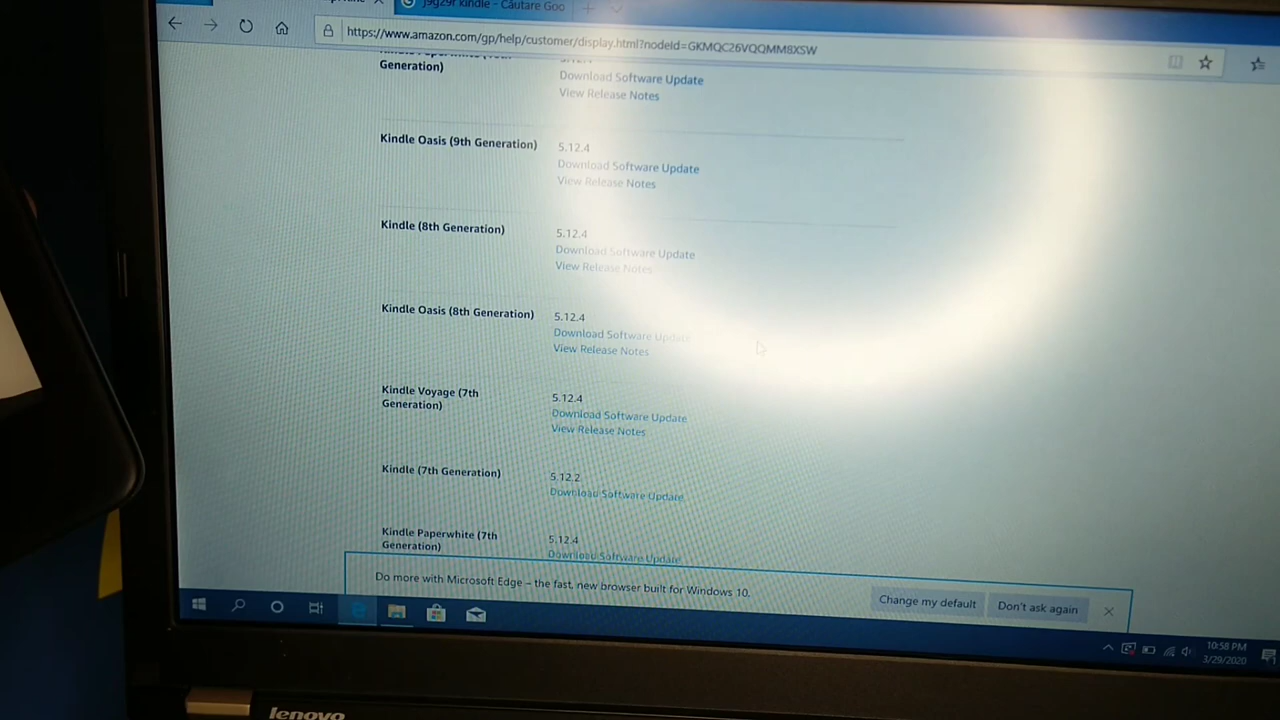 j9g29r kindle - Căutare Goo
https://www.amazon.com/gp/help/customer/display.html?nodeId=GKMQC26VQQMM8XSW
Generation)
Download Software Update
View Release Notes
Kindle Oasis (9th Generation)
5.12.4
Download Software Update
View Release Notes
Kindle (8th Generation)
5.12.4
Download Software Update
View Release Notes
Kindle Oasis (8th Generation)
5.12.4
Download Software Update
View Release Notes
Kindle Voyage (7th
Generation)
5.12.4
Download Software Update
View Release Notes
Kindle (7th Generation)
5.12.2
Download Software Update
Kindle Paperwhite (7th
Generation)
5.12.4
Download Software Update
Do more with Microsoft Edge – the fast, new browser built for Windows 10.
Change my default
Don't ask again
10:58 PM
3/29/2020
lenovo